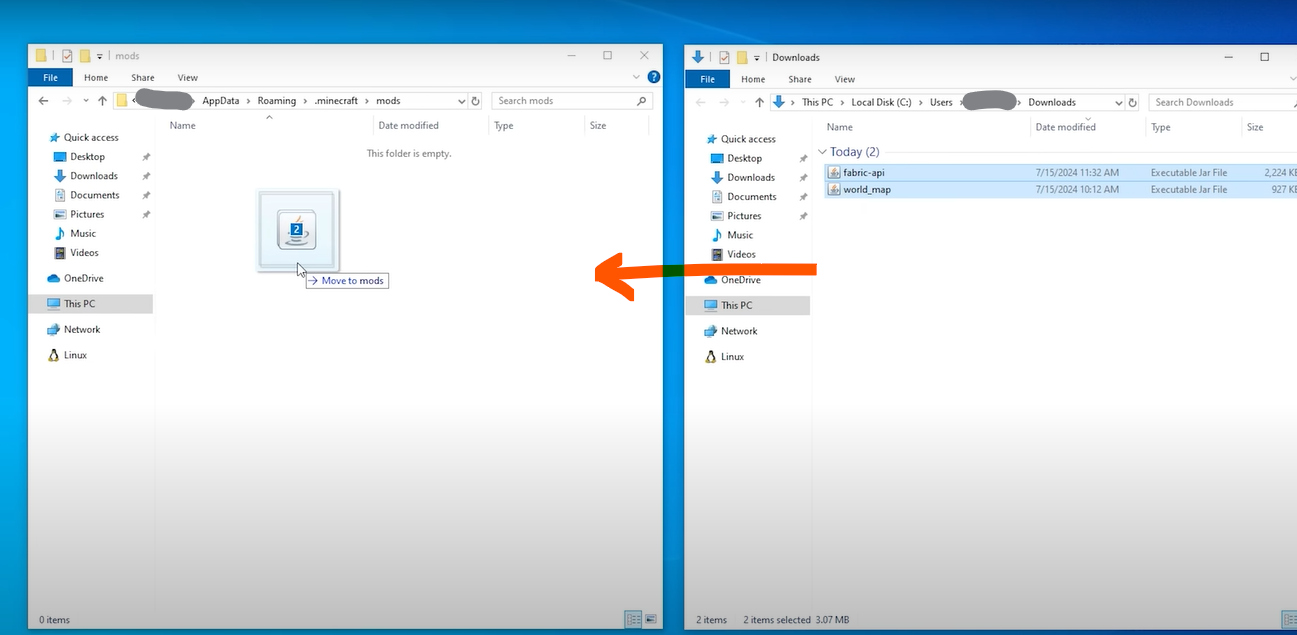 mods
File Home Share View
AppData › Roaming › .minecraft › mods
Search mods
Name Date modified Type Size
This folder is empty.
Quick access
Desktop
Downloads
Documents
Pictures
Music
Videos
OneDrive
This PC
Network
Linux
2
Move to mods
0 items
Downloads
File Home Share View
This PC › Local Disk (C:) › Users › › Downloads
Search Downloads
Name Date modified Type Size
Today (2)
fabric-api 7/15/2024 11:32 AM Executable Jar File 2,224 KB
world_map 7/15/2024 10:12 AM Executable Jar File 927 KB
Quick access
Desktop
Downloads
Documents
Pictures
Music
Videos
OneDrive
This PC
Network
Linux
2 items 2 items selected 3.07 MB